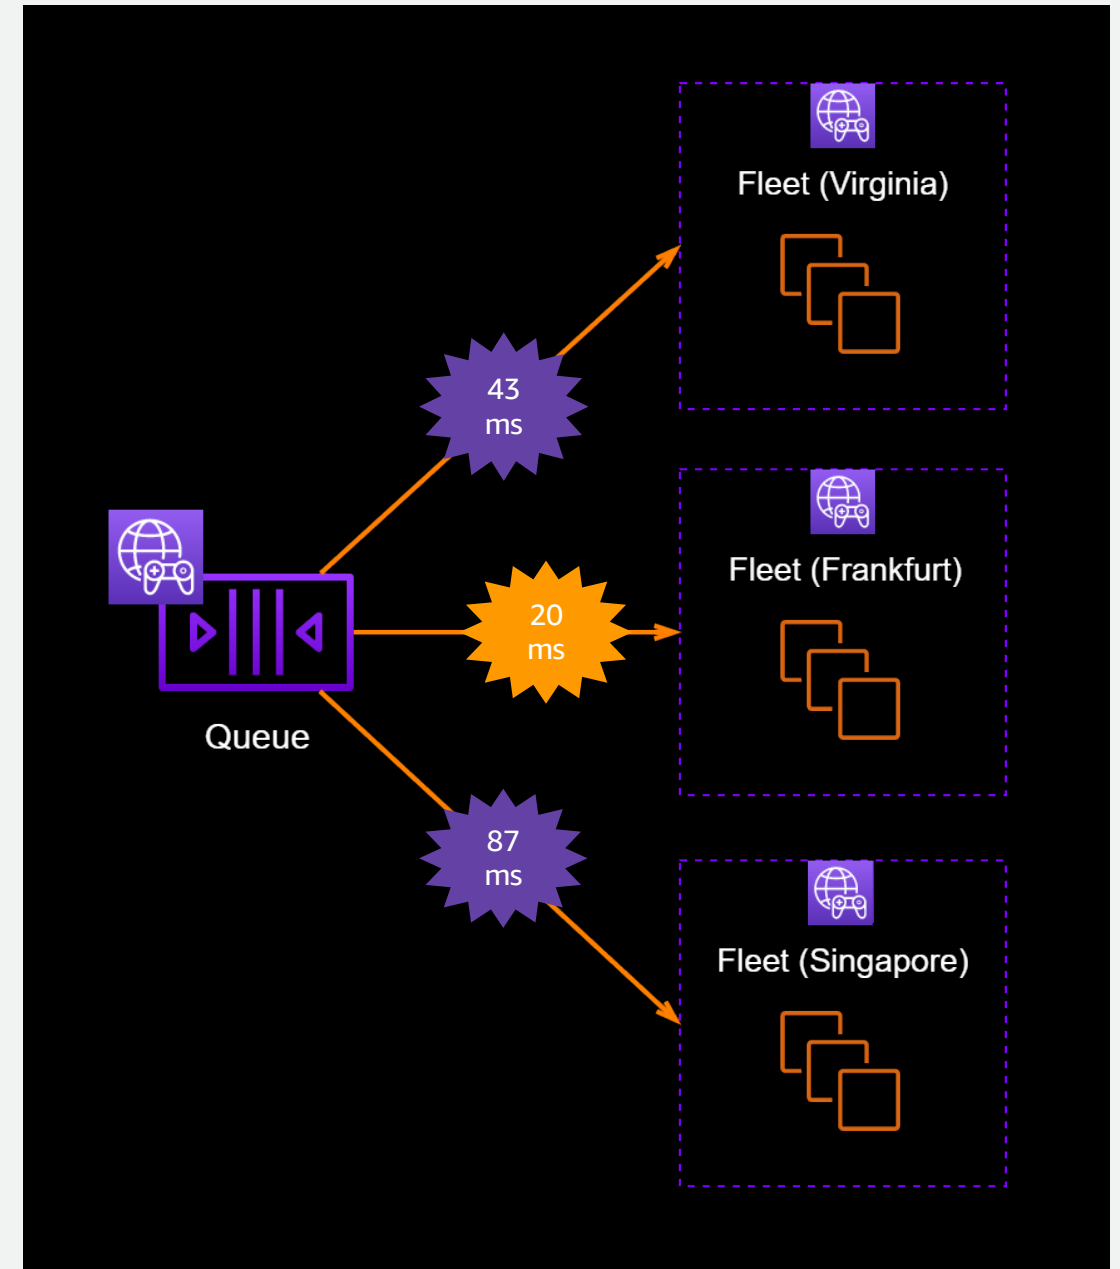 Fleet (Virginia)
43
ms
Fleet (Frankfurt)
20
ms
Queue
87
ms
Fleet (Singapore)